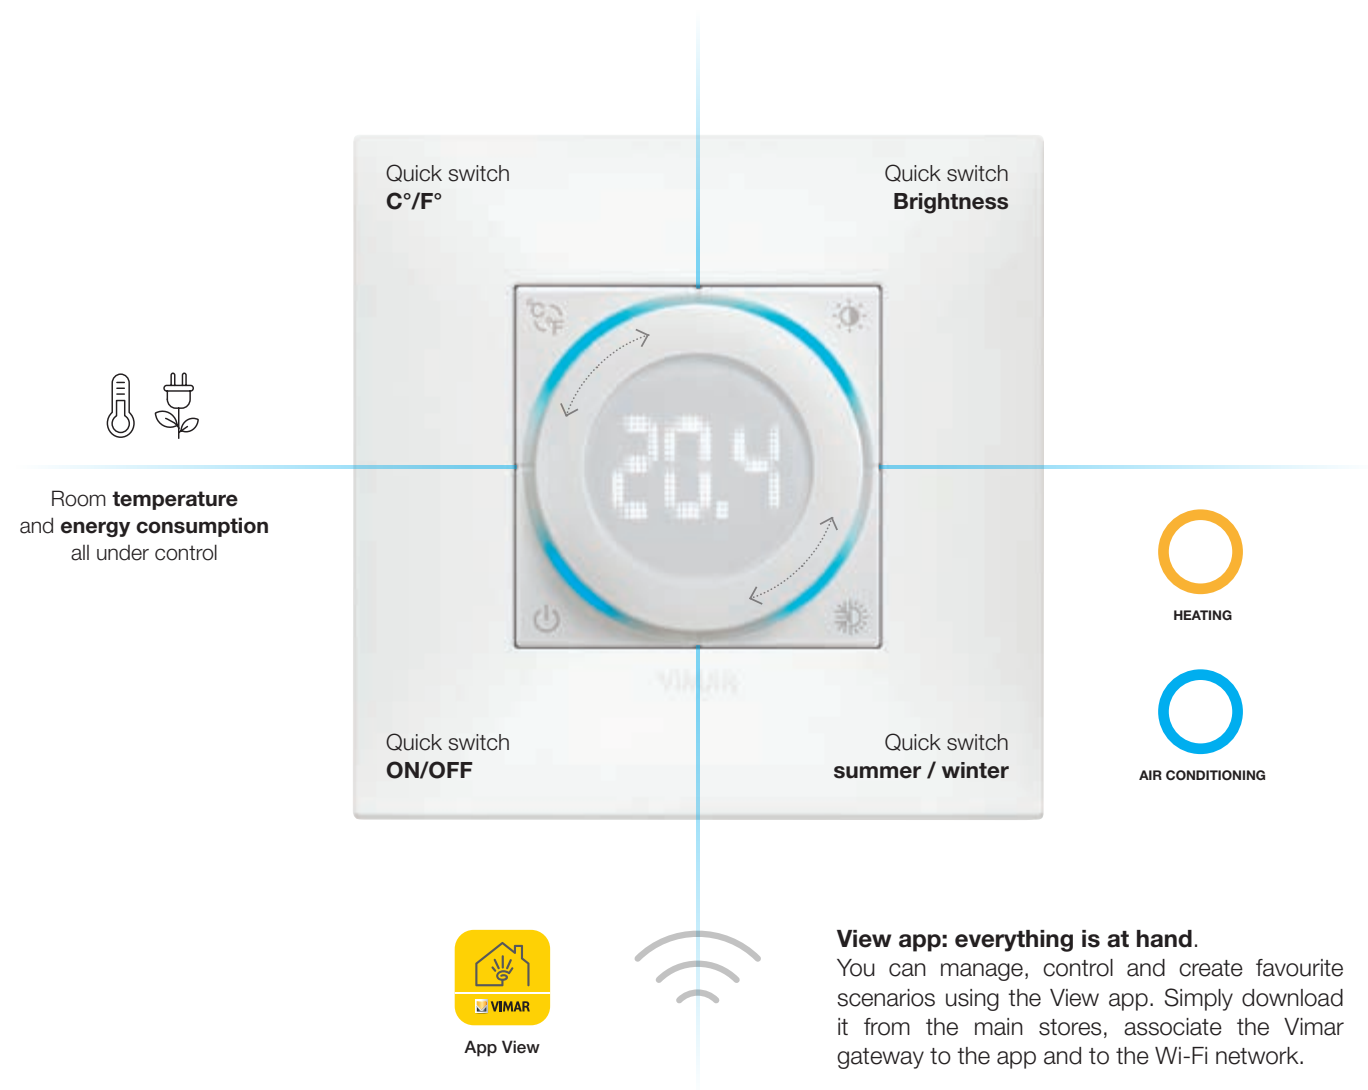 Quick switch
C°/F°
Quick switch
Brightness
°C
°F
20.4
Room temperature
and energy consumption
all under control
HEATING
VIMAR
Quick switch
ON/OFF
Quick switch
summer / winter
AIR CONDITIONING
VIMAR
App View
View app: everything is at hand.
You can manage, control and create favourite
scenarios using the View app. Simply download
it from the main stores, associate the Vimar
gateway to the app and to the Wi-Fi network.